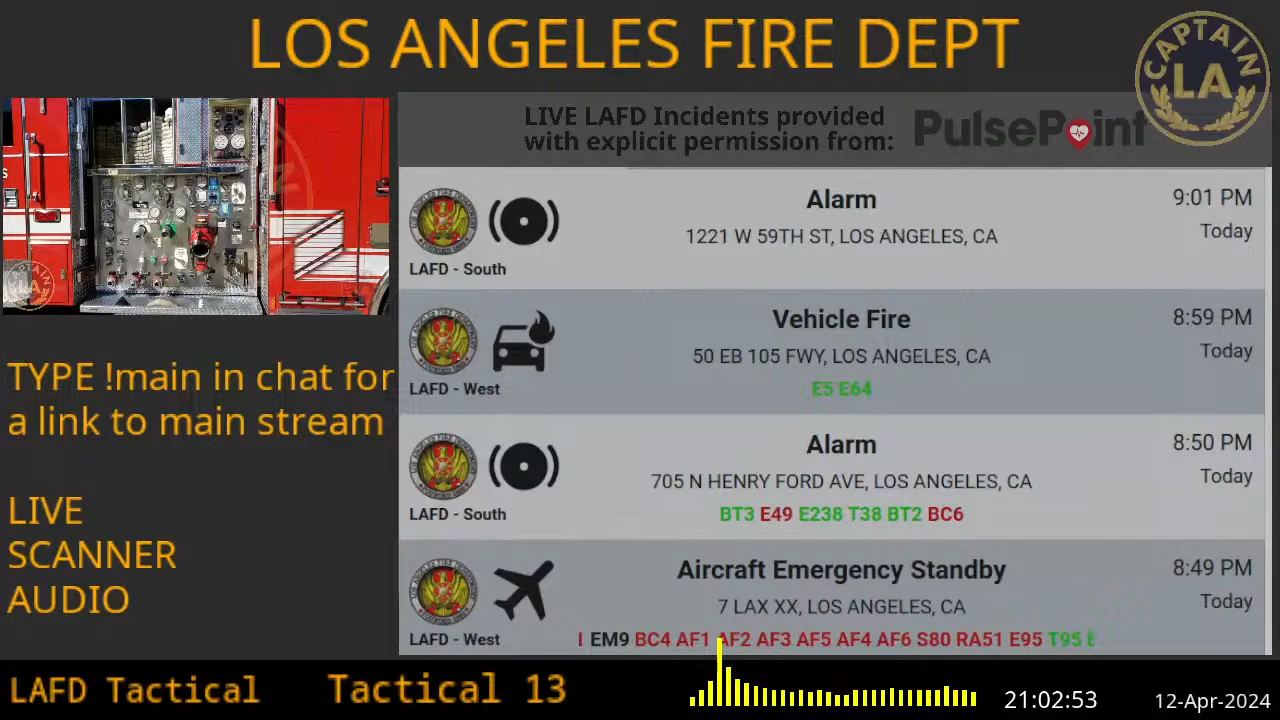 LOS ANGELES FIRE DEPT
CAPTAIN
LA
LIVE LAFD Incidents provided
with explicit permission from:
PulsePoint
Alarm
9:01 PM
1221 W 59TH ST, LOS ANGELES, CA
Today
LAFD - South
Vehicle Fire
8:59 PM
50 EB 105 FWY, LOS ANGELES, CA
Today
LAFD - West
E5 E64
Alarm
8:50 PM
705 N HENRY FORD AVE, LOS ANGELES, CA
Today
LAFD - South
BT3 E49 E238 T38 BT2 BC6
Aircraft Emergency Standby
8:49 PM
7 LAX XX, LOS ANGELES, CA
Today
LAFD - West
EM9 BC4 AF1 AF2 AF3 AF5 AF4 AF6 S80 RA51 E95 T95
TYPE !main in chat for
a link to main stream
LIVE
SCANNER
AUDIO
LAFD Tactical
Tactical 13
21:02:53
12-Apr-2024